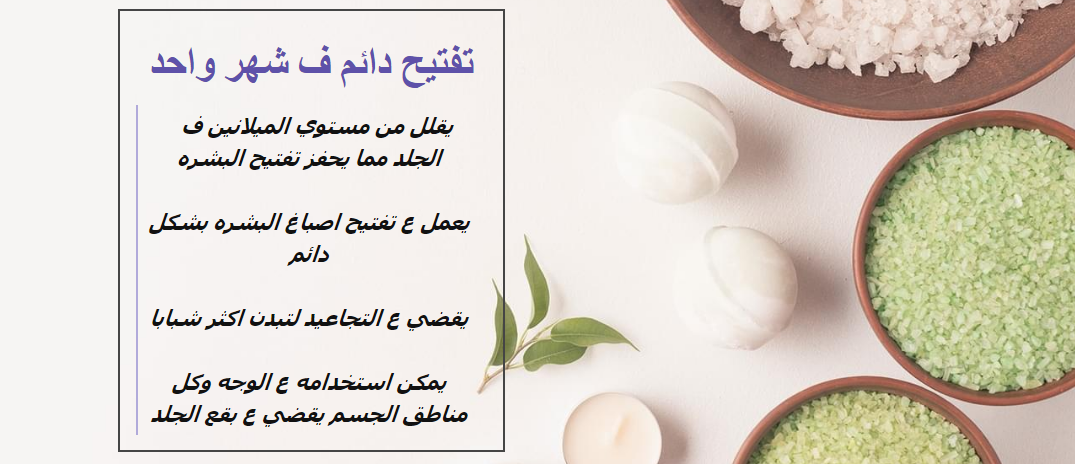 تفتيح دائم ف شهر واحد
يقلل من مستوي الميلانين ف
الجلد مما يحفز تفتيح البشره
يعمل ع تفتيح اصباغ البشره بشكل
دائم
يقضي ع التجاعيد لتبدن اكثر شبابا
يمكن استخدامه ع الوجه وكل
مناطق الجسم يقضي ع بقع الجلد